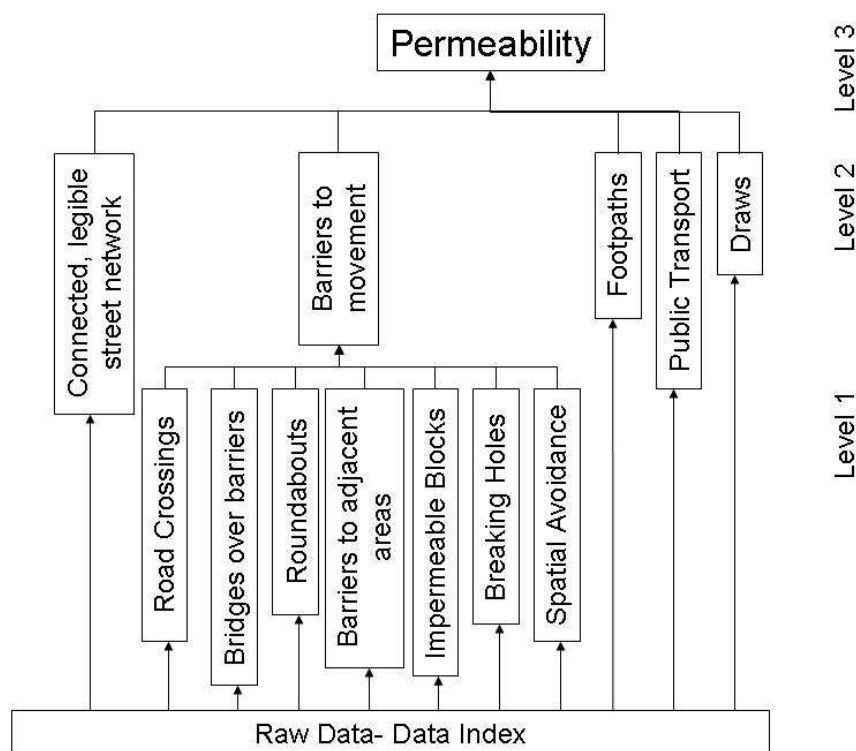 Permeability
Level 3
Connected, legible
street network
Barriers to
movement
Footpaths
Public Transport
Draws
Level 2
Road Crossings
Bridges over barriers
Roundabouts
Barriers to adjacent
areas
Impermeable Blocks
Breaking Holes
Spatial Avoidance
Level 1
Raw Data- Data Index